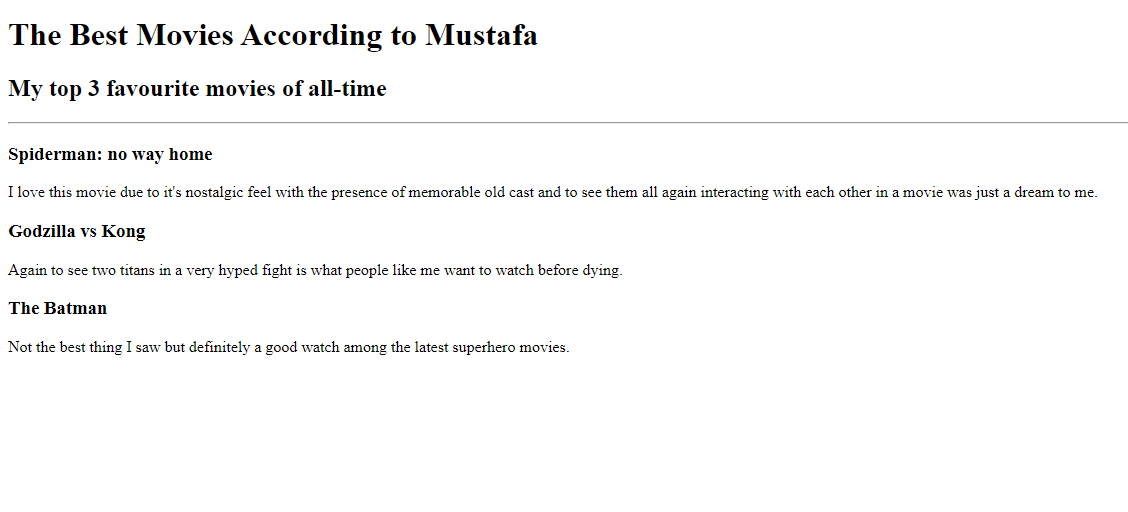 The Best Movies According to Mustafa
My top 3 favourite movies of all-time
Spiderman: no way home
I love this movie due to it's nostalgic feel with the presence of memorable old cast and to see them all again interacting with each other in a movie was just a dream to me.
Godzilla vs Kong
Again to see two titans in a very hyped fight is what people like me want to watch before dying.
The Batman
Not the best thing I saw but definitely a good watch among the latest superhero movies.